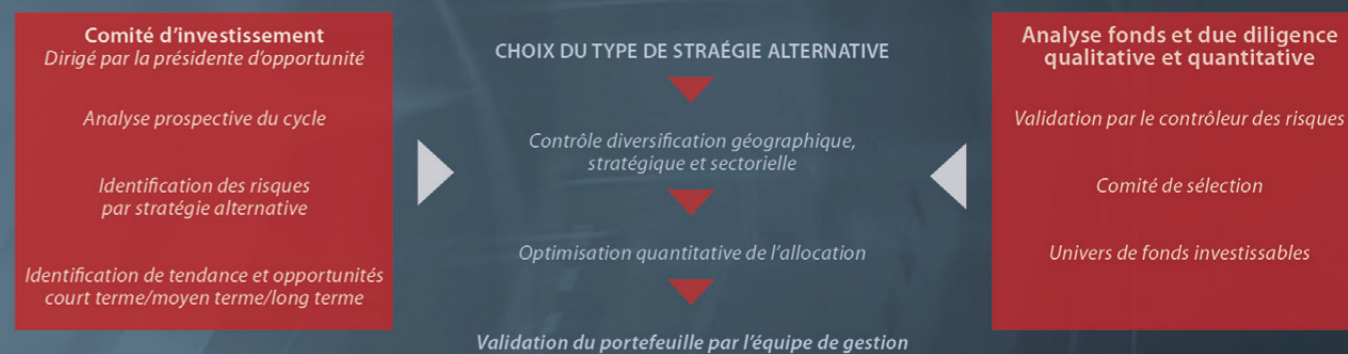 Comité d'investissement
Dirigé par la présidente d'opportunité
Analyse prospective du cycle
Identification des risques
par stratégie alternative
Identification de tendance et opportunités
court terme/moyen terme/long terme
CHOIX DU TYPE DE STRAÉGIE ALTERNATIVE
Contrôle diversification géographique,
stratégique et sectorielle
Optimisation quantitative de l'allocation
Validation du portefeuille par l'équipe de gestion
Analyse fonds et due diligence
qualitative et quantitative
Validation par le contrôleur des risques
Comité de sélection
Univers de fonds investissables